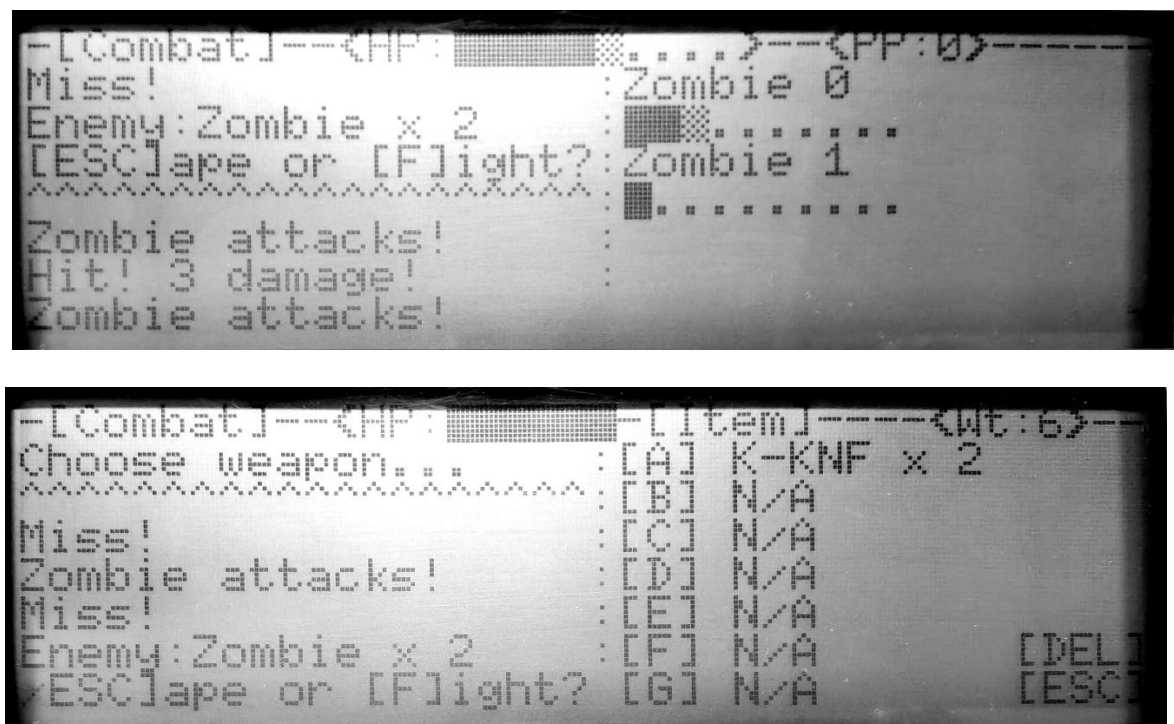 -[Combat]--<HP: ....>--<PP:0>------
Miss! :Zombie 0
Enemy:Zombie x 2 :
[ESC]ape or [F]ight?:Zombie 1
^^^^^^^^^^^^^^^^^^^^:
Zombie attacks! :
Hit! 3 damage! :
Zombie attacks!
-[Combat]--<HP: -[Item]----<Wt:6>--
Choose weapon... :[A] K-KNF x 2
^^^^^^^^^^^^^^^^^^^^:[B] N/A
Miss! :[C] N/A
Zombie attacks! :[D] N/A
Miss! :[E] N/A
Enemy:Zombie x 2 :[F] N/A [DEL]
ESC]ape or [F]ight? [G] N/A [ESC]